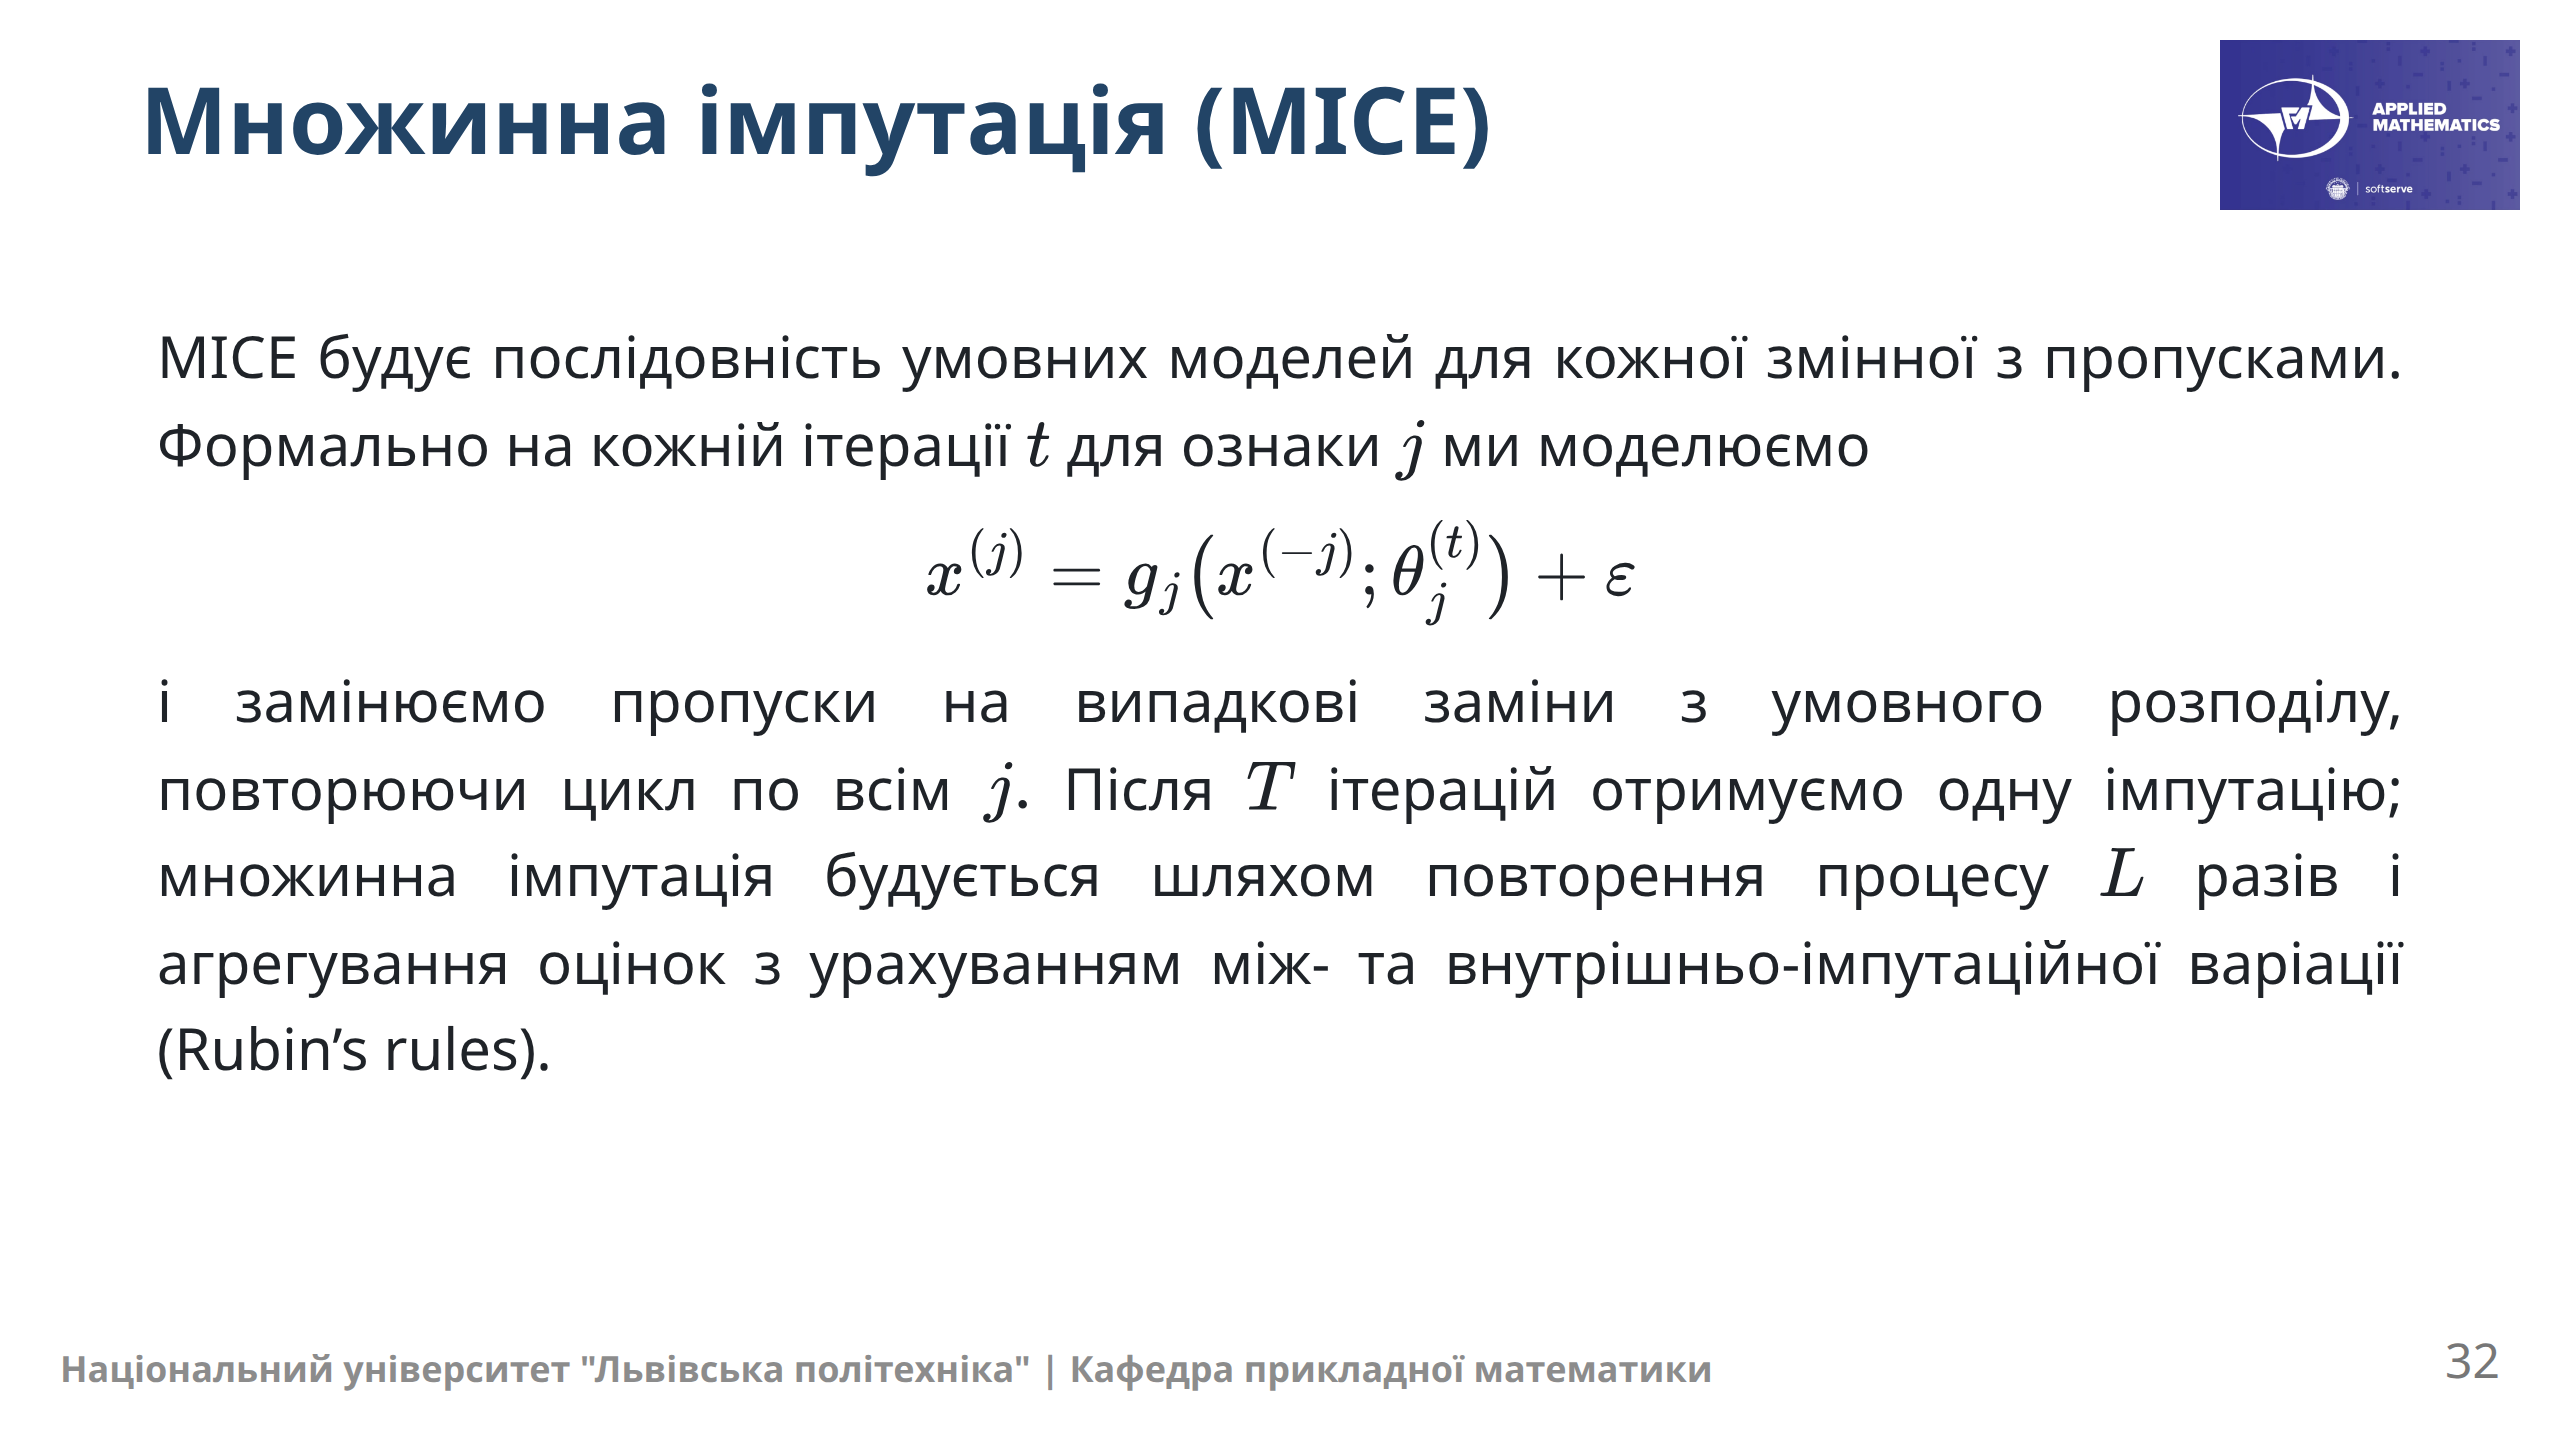 Множинна імпутація (MICE)
APPLIED
MATHEMATICS
softserve
MICE будує послідовність умовних моделей для кожної змінної з пропусками.
Формально на кожній ітерації t для ознаки j ми моделюємо
x^{(j)} = g_j(x^{(−j)}; θ_j^{(t)}) + ε
і замінюємо пропуски на випадкові заміни з умовного розподілу,
повторюючи цикл по всім j. Після T ітерацій отримуємо одну імпутацію;
множинна імпутація будується шляхом повторення процесу L разів і
агрегування оцінок з урахуванням між- та внутрішньо-імпутаційної варіації
(Rubin’s rules).
Національний університет "Львівська політехніка" | Кафедра прикладної математики
32